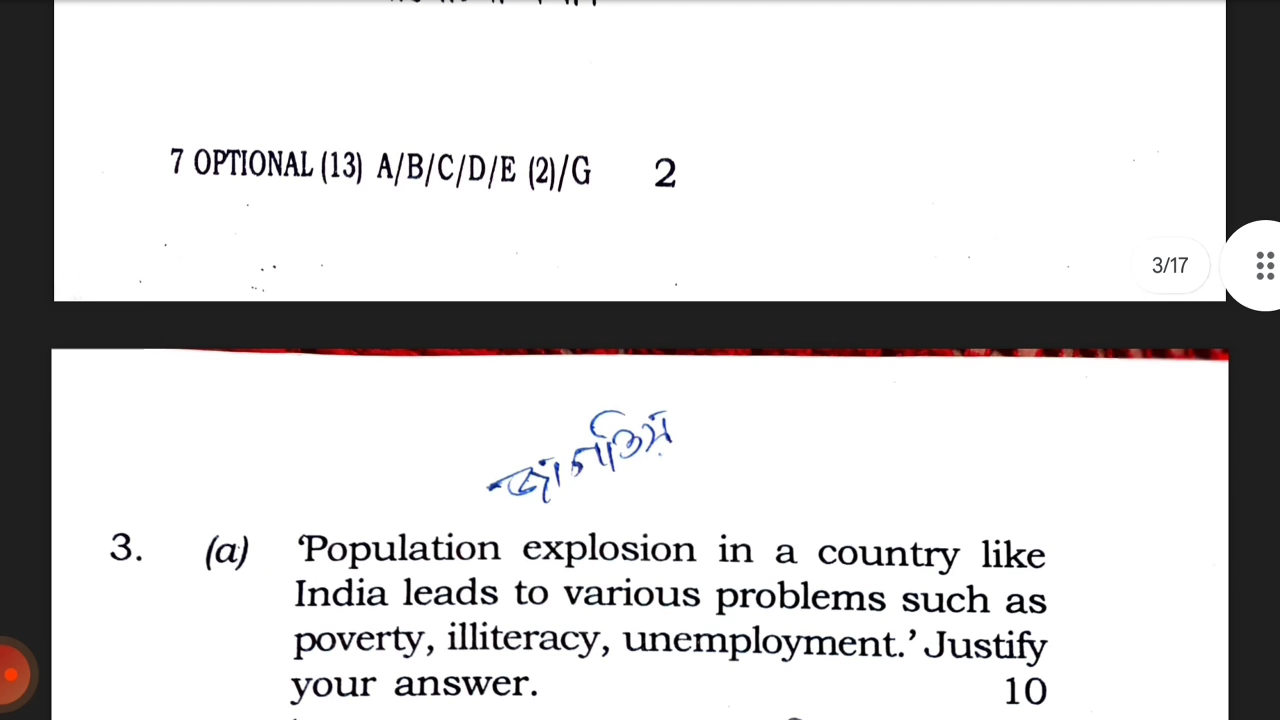 7 OPTIONAL (13) A/B/C/D/E (2)/G 2
3/17
3. (a) ‘Population explosion in a country like
India leads to various problems such as
poverty, illiteracy, unemployment.’ Justify
your answer. 10